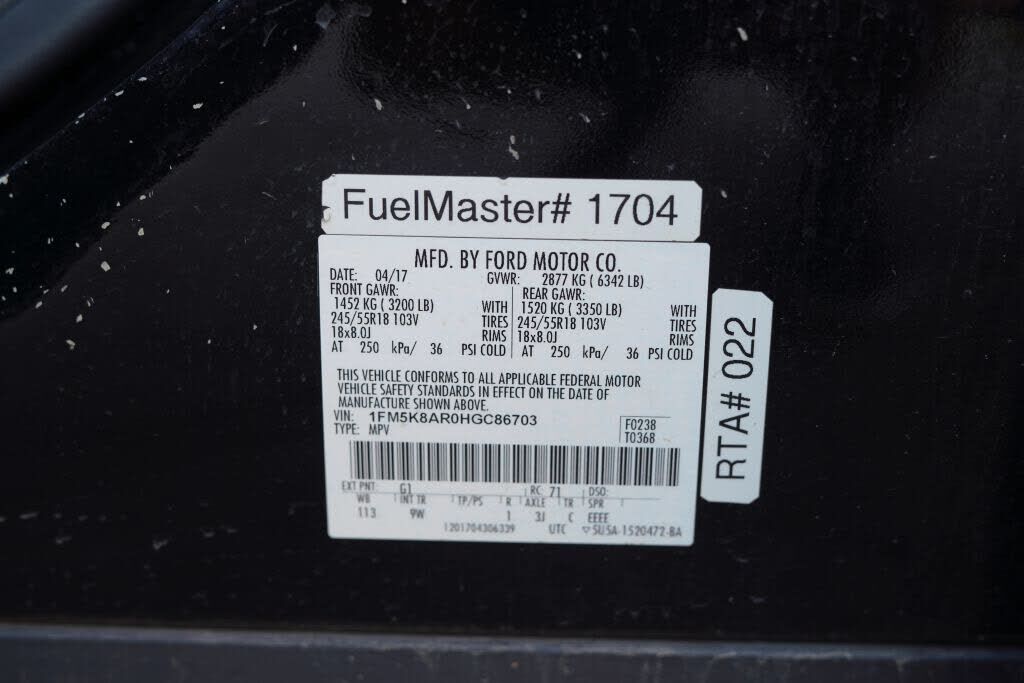 FuelMaster# 1704
MFD. BY FORD MOTOR CO.
DATE: 04/17 GVWR: 2877 KG ( 6342 LB)
FRONT GAWR: REAR GAWR:
1452 KG ( 3200 LB) WITH 1520 KG ( 3350 LB) WITH
245/55R18 103V TIRES 245/55R18 103V TIRES
18x8.0J RIMS 18x8.0J RIMS
AT 250 kPa/ 36 PSI COLD AT 250 kPa/ 36 PSI COLD
THIS VEHICLE CONFORMS TO ALL APPLICABLE FEDERAL MOTOR
VEHICLE SAFETY STANDARDS IN EFFECT ON THE DATE OF
MANUFACTURE SHOWN ABOVE.
VIN: 1FM5K8AR0HGC86703 F0238
TYPE: MPV T0368
EXT PNT: G1 RC: 71 DSO:
WB INT TR TP/PS R AXLE TR SPR
113 9W 1 3J C EEEE
1201704306339 UTC ▽SU5A-1520472-BA
RTA# 022